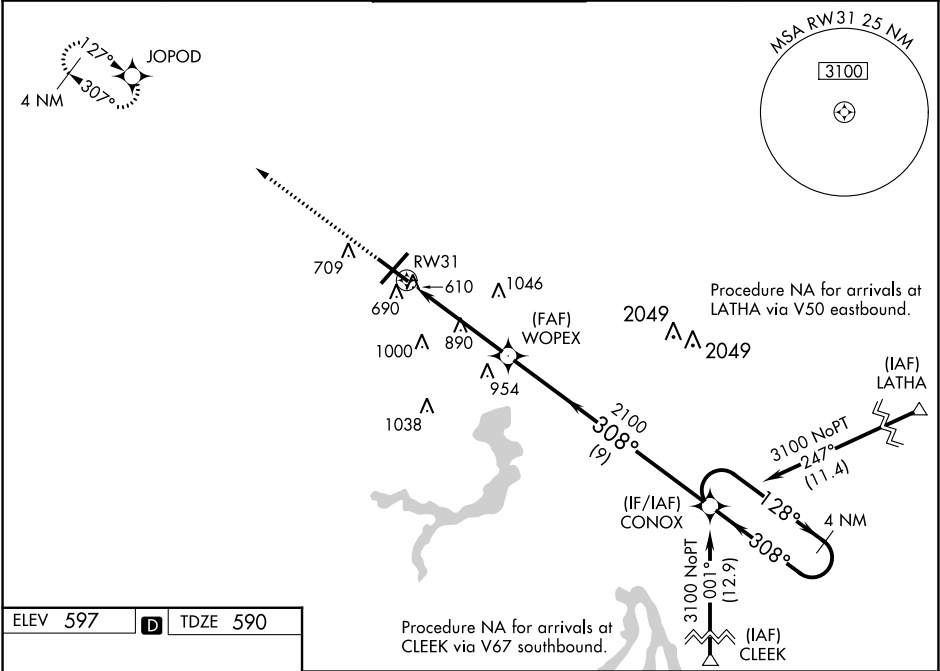 127°
JOPOD
4 NM
307°
MSA RW31 25 NM
3100
709
RW31
610
690
1046
Procedure NA for arrivals at
LATHA via V50 eastbound.
(FAF)
WOPEX
2049
2049
1000
890
954
(IAF)
LATHA
1038
2100
308°
(9)
3100 NoPT
247°
(11.4)
(IF/IAF)
CONOX
128°
4 NM
308°
3100 NoPT
001°
(12.9)
ELEV 597
D
TDZE 590
Procedure NA for arrivals at
CLEEK via V67 southbound.
(IAF)
CLEEK